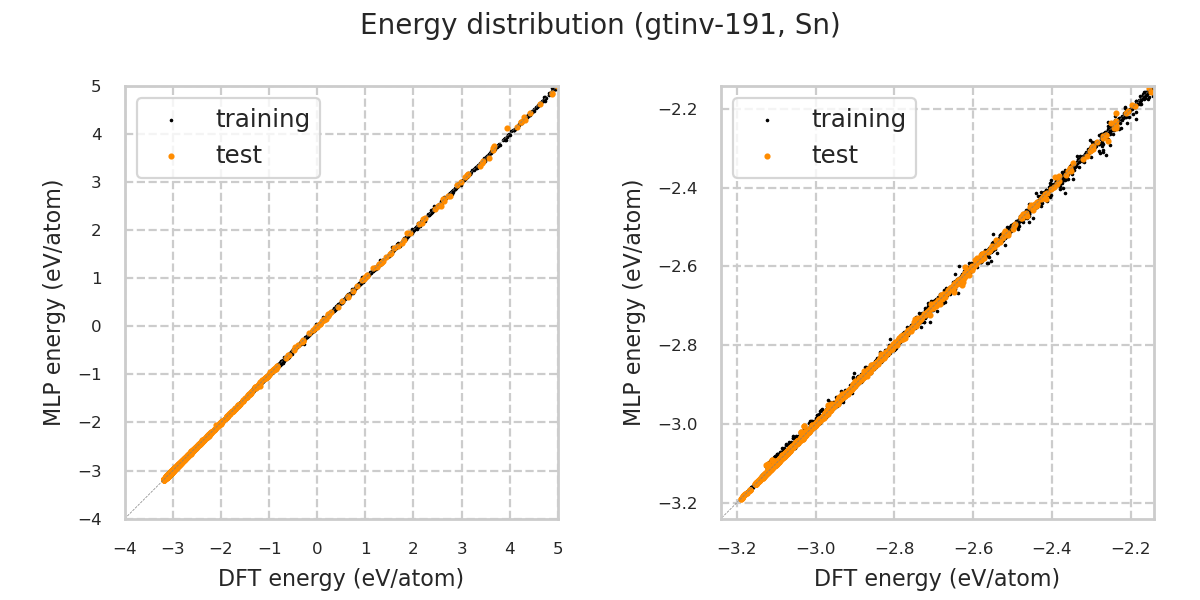 Energy distribution (gtinv-191, Sn)
training
test
5
4
3
2
1
0
−1
−2
−3
−4
−4 −3 −2 −1 0 1 2 3 4 5
MLP energy (eV/atom)
DFT energy (eV/atom)
training
test
−2.2
−2.4
−2.6
−2.8
−3.0
−3.2
−3.2 −3.0 −2.8 −2.6 −2.4 −2.2
MLP energy (eV/atom)
DFT energy (eV/atom)